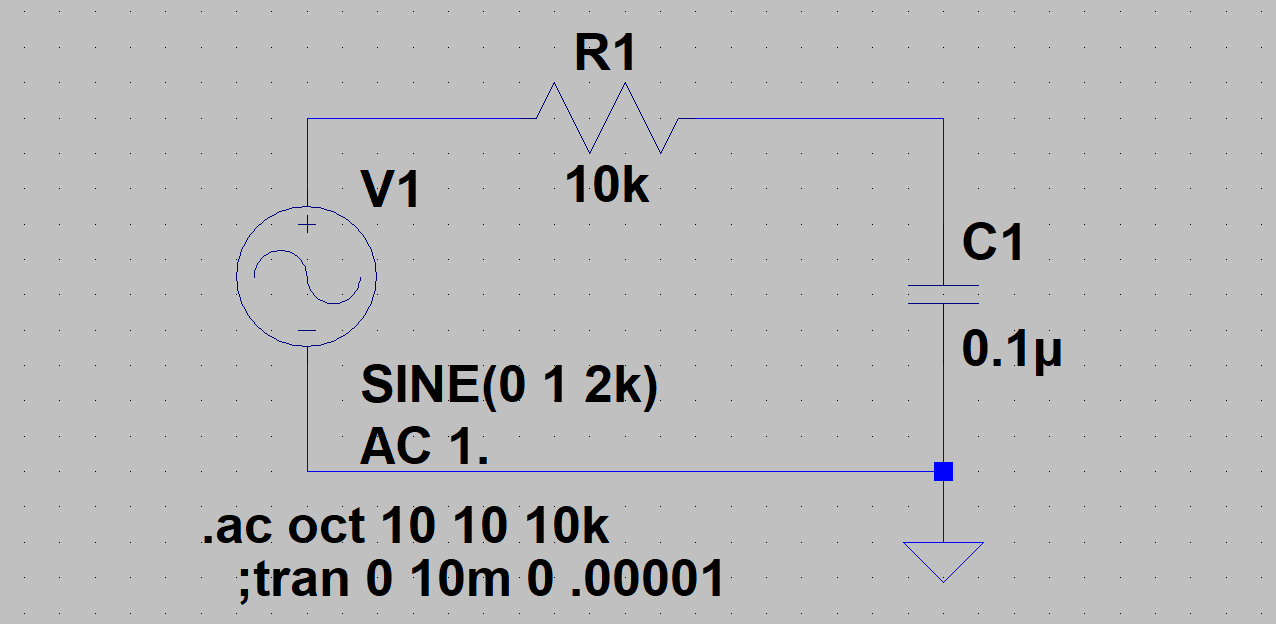 R1
10k
V1
+
−
C1
0.1µ
SINE(0 1 2k)
AC 1.
.ac oct 10 10 10k
;tran 0 10m 0 .00001